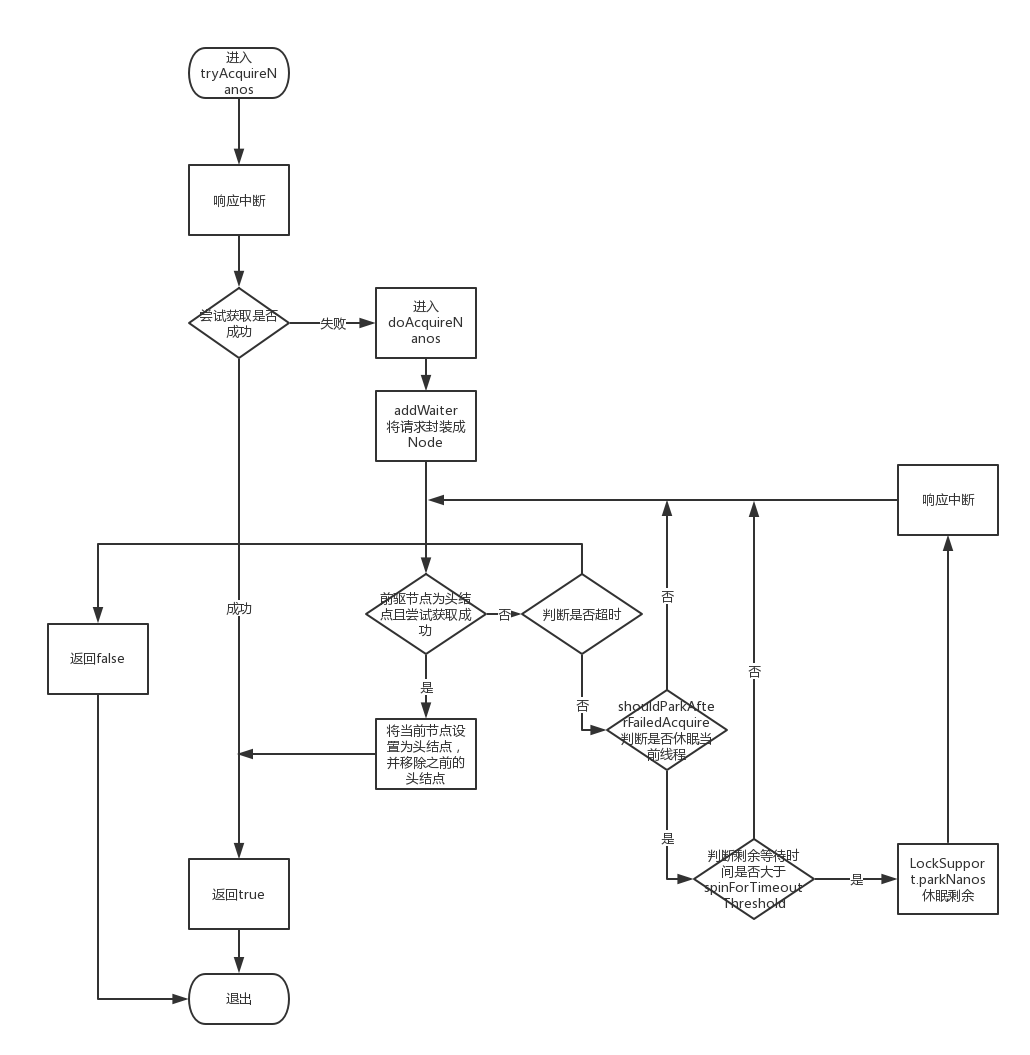 进入
tryAcquireN
anos
响应中断
尝试获取是否
成功
失败
进入
doAcquireN
anos
addWaiter
将请求封装成
Node
响应中断
前驱节点为头结
点且尝试获取成
功
否
判断是否超时
否
成功
返回false
是
否
否
shouldParkAfte
rFailedAcquire
判断是否休眠当
前线程
将当前节点设
置为头结点，
并移除之前的
头结点
是
判断剩余等待时
间是否大于
spinForTimeout
Threshold
是
LockSuppor
t.parkNanos
休眠剩余
返回true
退出